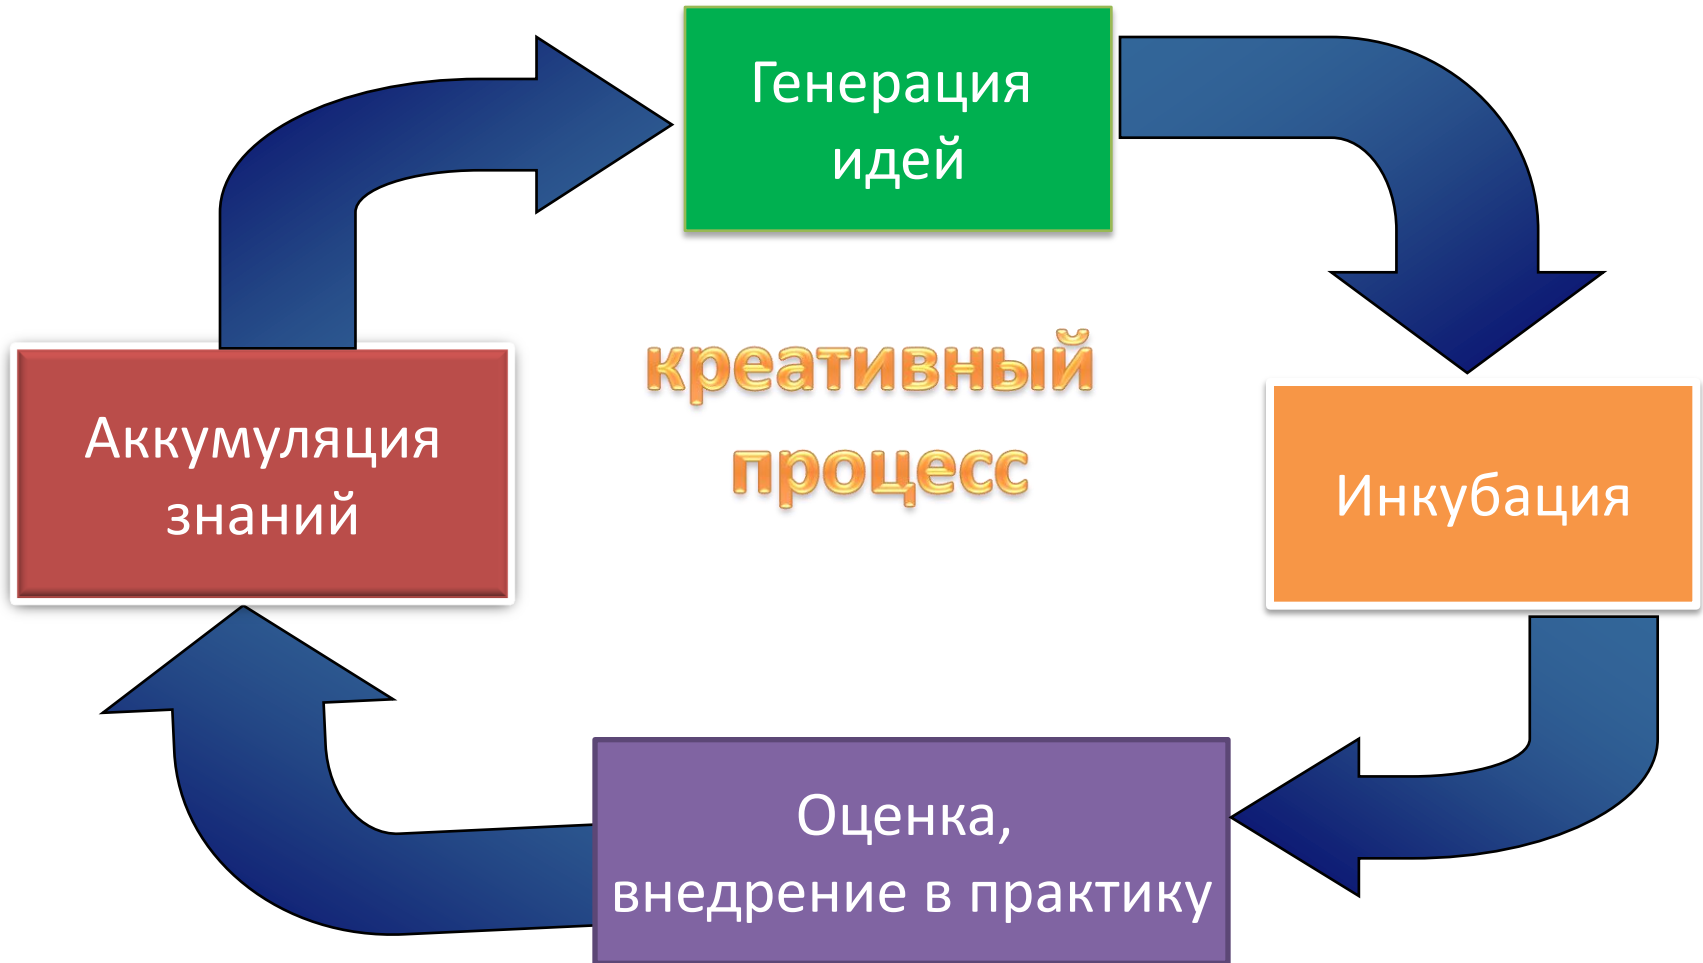 Генерация
идей
креативный
процесс
Аккумуляция
знаний
Инкубация
Оценка,
внедрение в практику